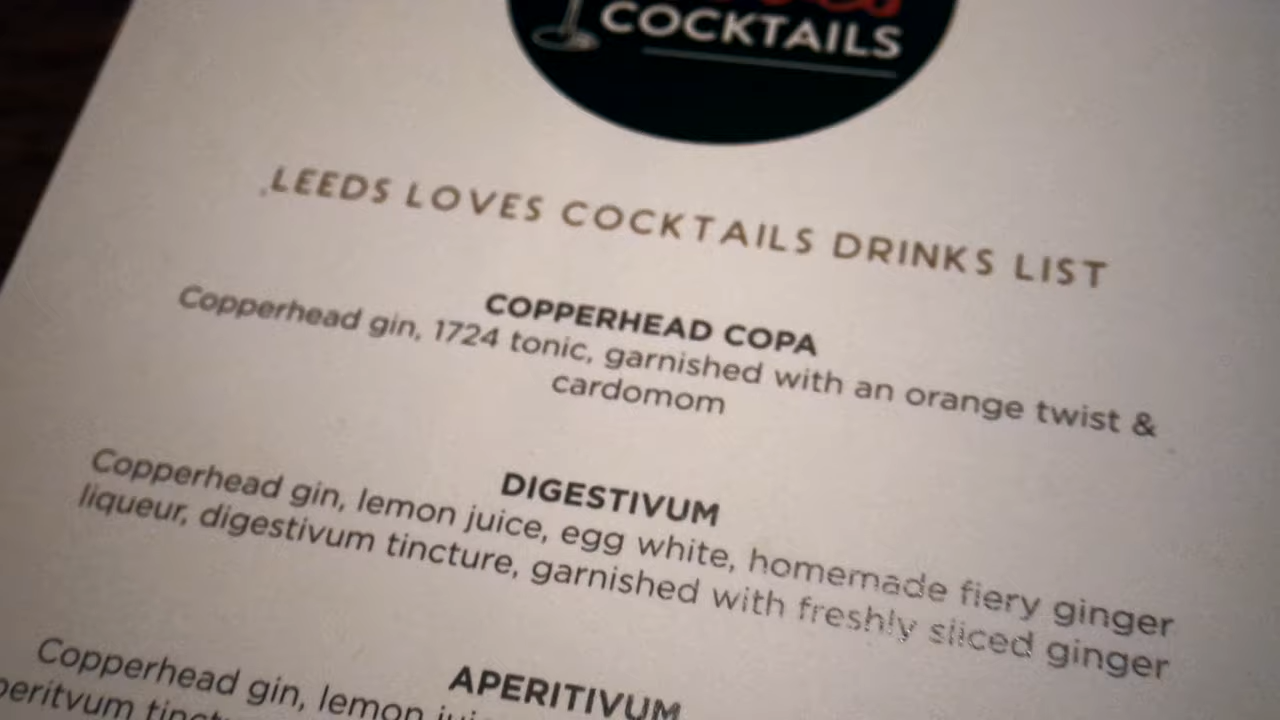 COCKTAILS
LEEDS LOVES COCKTAILS DRINKS LIST
COPPERHEAD COPA
Copperhead gin, 1724 tonic, garnished with an orange twist &
cardomom
DIGESTIVUM
Copperhead gin, lemon juice, egg white, homemade fiery ginger
liqueur, digestivum tincture, garnished with freshly sliced ginger
APERITIVUM
Copperhead gin, lemon